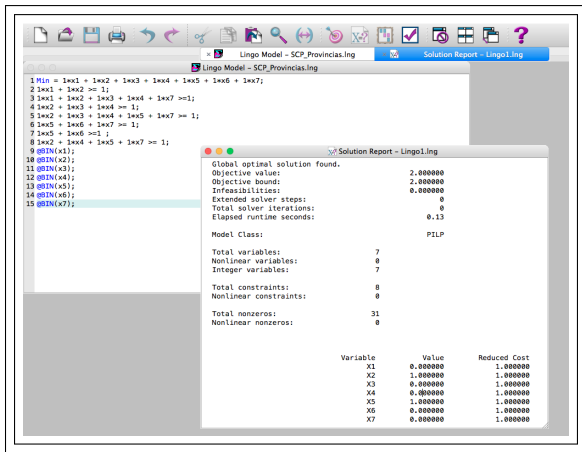 Lingo Model – SCP_Provincias.lng
Solution Report – Lingo1.lng
Lingo Model – SCP_Provincias.lng
1 Min = 1*x1 + 1*x2 + 1*x3 + 1*x4 + 1*x5 + 1*x6 + 1*x7;
2 1*x1 + 1*x2 >= 1;
3 1*x1 + 1*x2 + 1*x3 + 1*x4 + 1*x7 >=1;
4 1*x2 + 1*x3 + 1*x4 >= 1;
5 1*x2 + 1*x3 + 1*x4 + 1*x5 + 1*x7 >= 1;
6 1*x5 + 1*x6 + 1*x7 >= 1;
7 1*x5 + 1*x6 >=1 ;
8 1*x2 + 1*x4 + 1*x5 + 1*x7 >= 1;
9 @BIN(x1);
10 @BIN(x2);
11 @BIN(x3);
12 @BIN(x4);
13 @BIN(x5);
14 @BIN(x6);
15 @BIN(x7);
Solution Report – Lingo1.lng
Global optimal solution found.
Objective value: 2.000000
Objective bound: 2.000000
Infeasibilities: 0.000000
Extended solver steps: 0
Total solver iterations: 0
Elapsed runtime seconds: 0.13
Model Class: PILP
Total variables: 7
Nonlinear variables: 0
Integer variables: 7
Total constraints: 8
Nonlinear constraints: 0
Total nonzeros: 31
Nonlinear nonzeros: 0
Variable Value Reduced Cost
X1 0.000000 1.000000
X2 1.000000 1.000000
X3 0.000000 1.000000
X4 0.000000 1.000000
X5 1.000000 1.000000
X6 0.000000 1.000000
X7 0.000000 1.000000